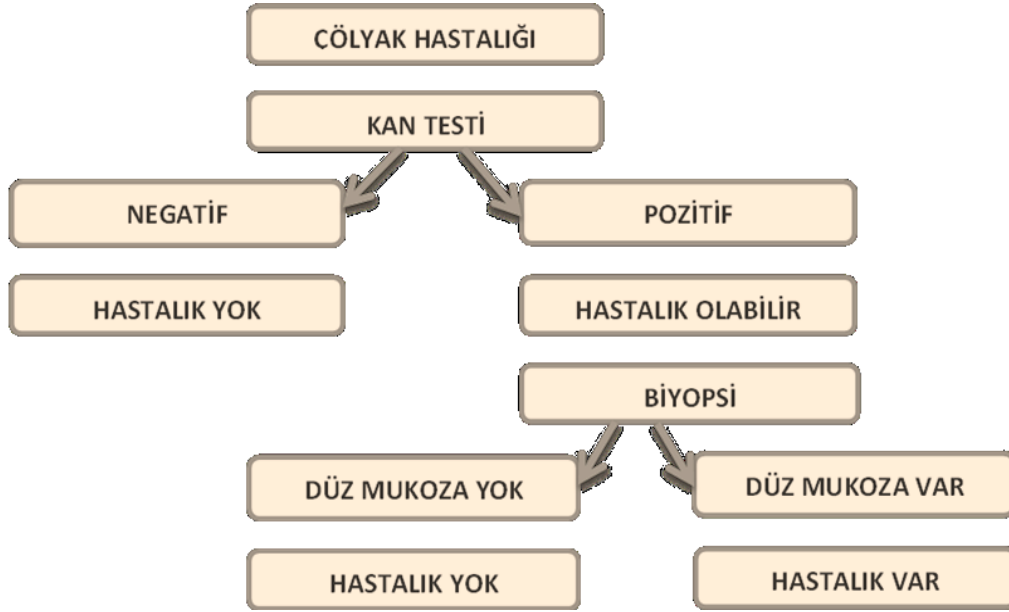 ÇÖLYAK HASTALIĞI
KAN TESTİ
NEGATİF
POZİTİF
HASTALIK YOK
HASTALIK OLABİLİR
BİYOPSİ
DÜZ MUKOZA YOK
DÜZ MUKOZA VAR
HASTALIK YOK
HASTALIK VAR